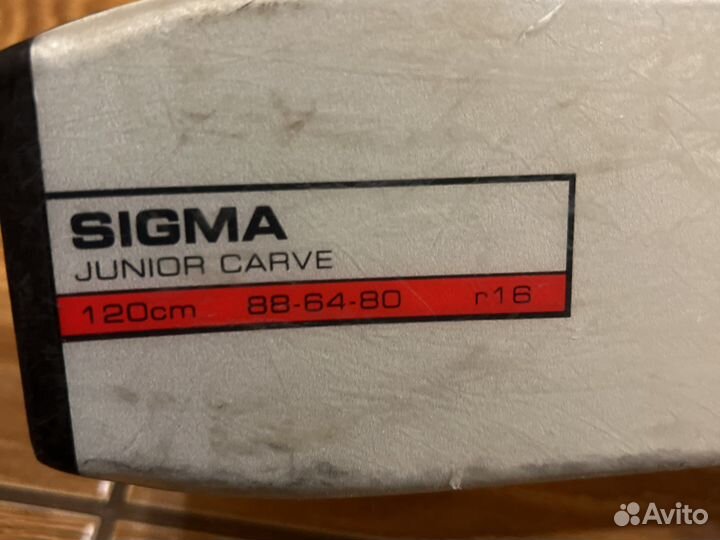 SIGMA
JUNIOR CARVE
120cm 88-64-80 r16
Avito